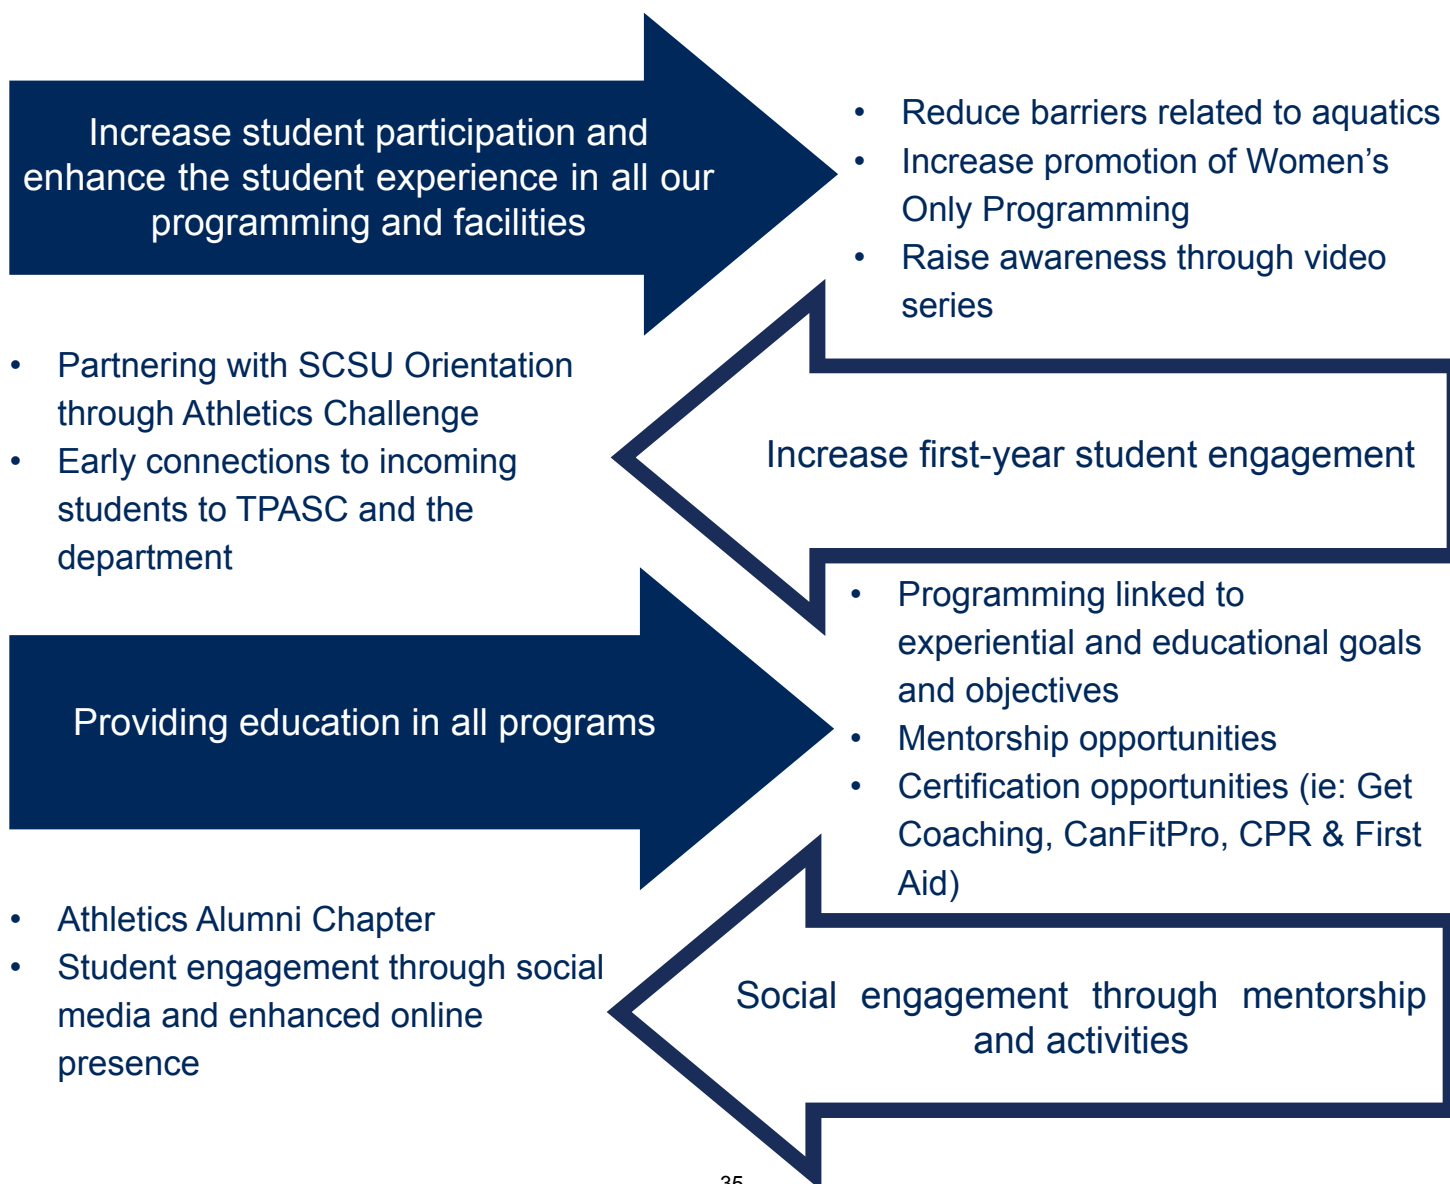 Increase student participation and
enhance the student experience in all our
programming and facilities
• Reduce barriers related to aquatics
• Increase promotion of Women’s
Only Programming
• Raise awareness through video
series
Increase first-year student engagement
• Partnering with SCSU Orientation
through Athletics Challenge
• Early connections to incoming
students to TPASC and the
department
Providing education in all programs
• Programming linked to
experiential and educational goals
and objectives
• Mentorship opportunities
• Certification opportunities (ie: Get
Coaching, CanFitPro, CPR & First
Aid)
Social engagement through mentorship
and activities
• Athletics Alumni Chapter
• Student engagement through social
media and enhanced online
presence
35